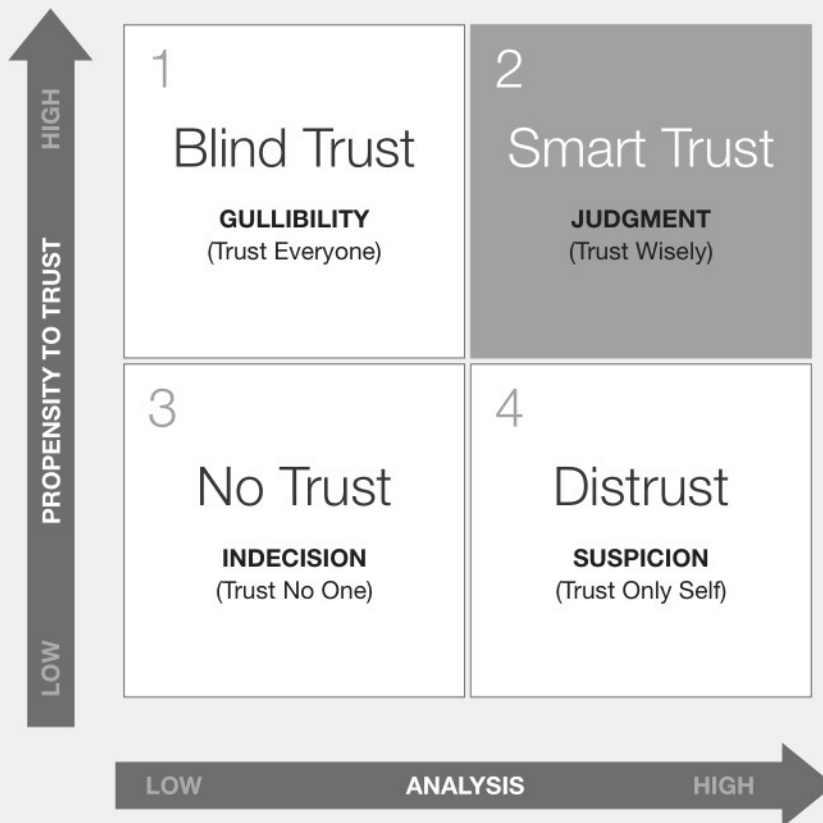 HIGH
PROPENSITY TO TRUST
LOW
1
Blind Trust
GULLIBILITY
(Trust Everyone)
2
Smart Trust
JUDGMENT
(Trust Wisely)
3
No Trust
INDECISION
(Trust No One)
4
Distrust
SUSPICION
(Trust Only Self)
LOW
ANALYSIS
HIGH